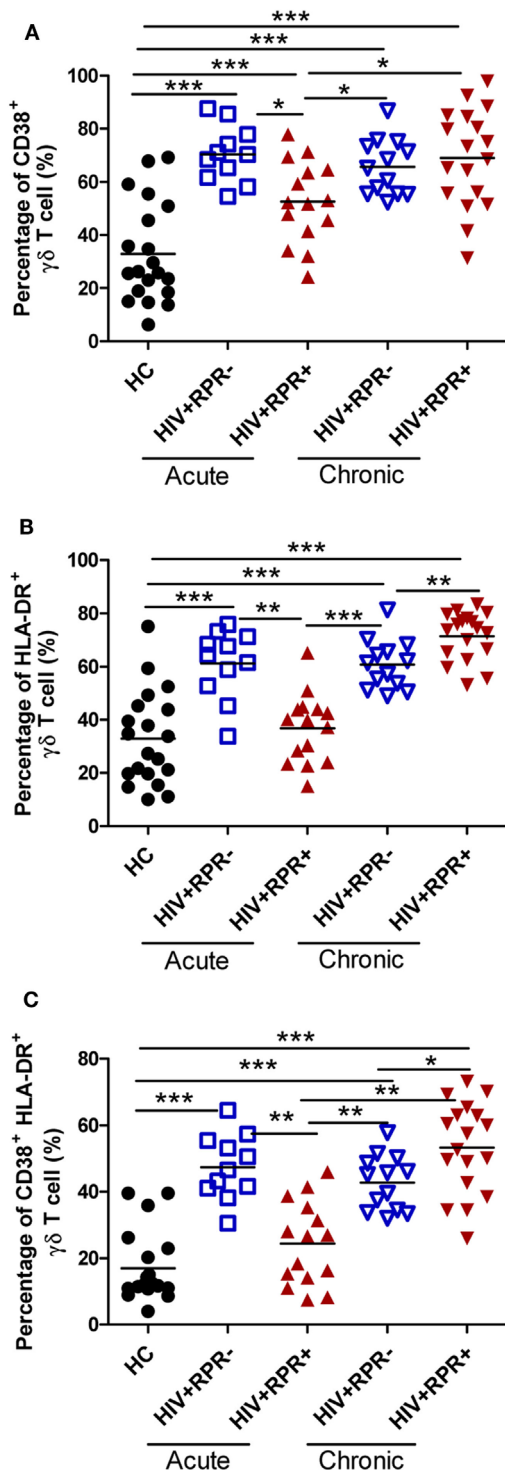 A
***
***
***
*
***
*
*
Percentage of CD38⁺
γδ T cell (%)
100
80
60
40
20
0
HC
HIV+RPR-
HIV+RPR+
HIV+RPR-
HIV+RPR+
Acute
Chronic
B
***
***
**
***
**
***
Percentage of HLA-DR⁺
γδ T cell (%)
100
80
60
40
20
0
HC
HIV+RPR-
HIV+RPR+
HIV+RPR-
HIV+RPR+
Acute
Chronic
C
***
***
*
**
***
**
**
Percentage of CD38⁺ HLA-DR⁺
γδ T cell (%)
80
60
40
20
0
HC
HIV+RPR-
HIV+RPR+
HIV+RPR-
HIV+RPR+
Acute
Chronic